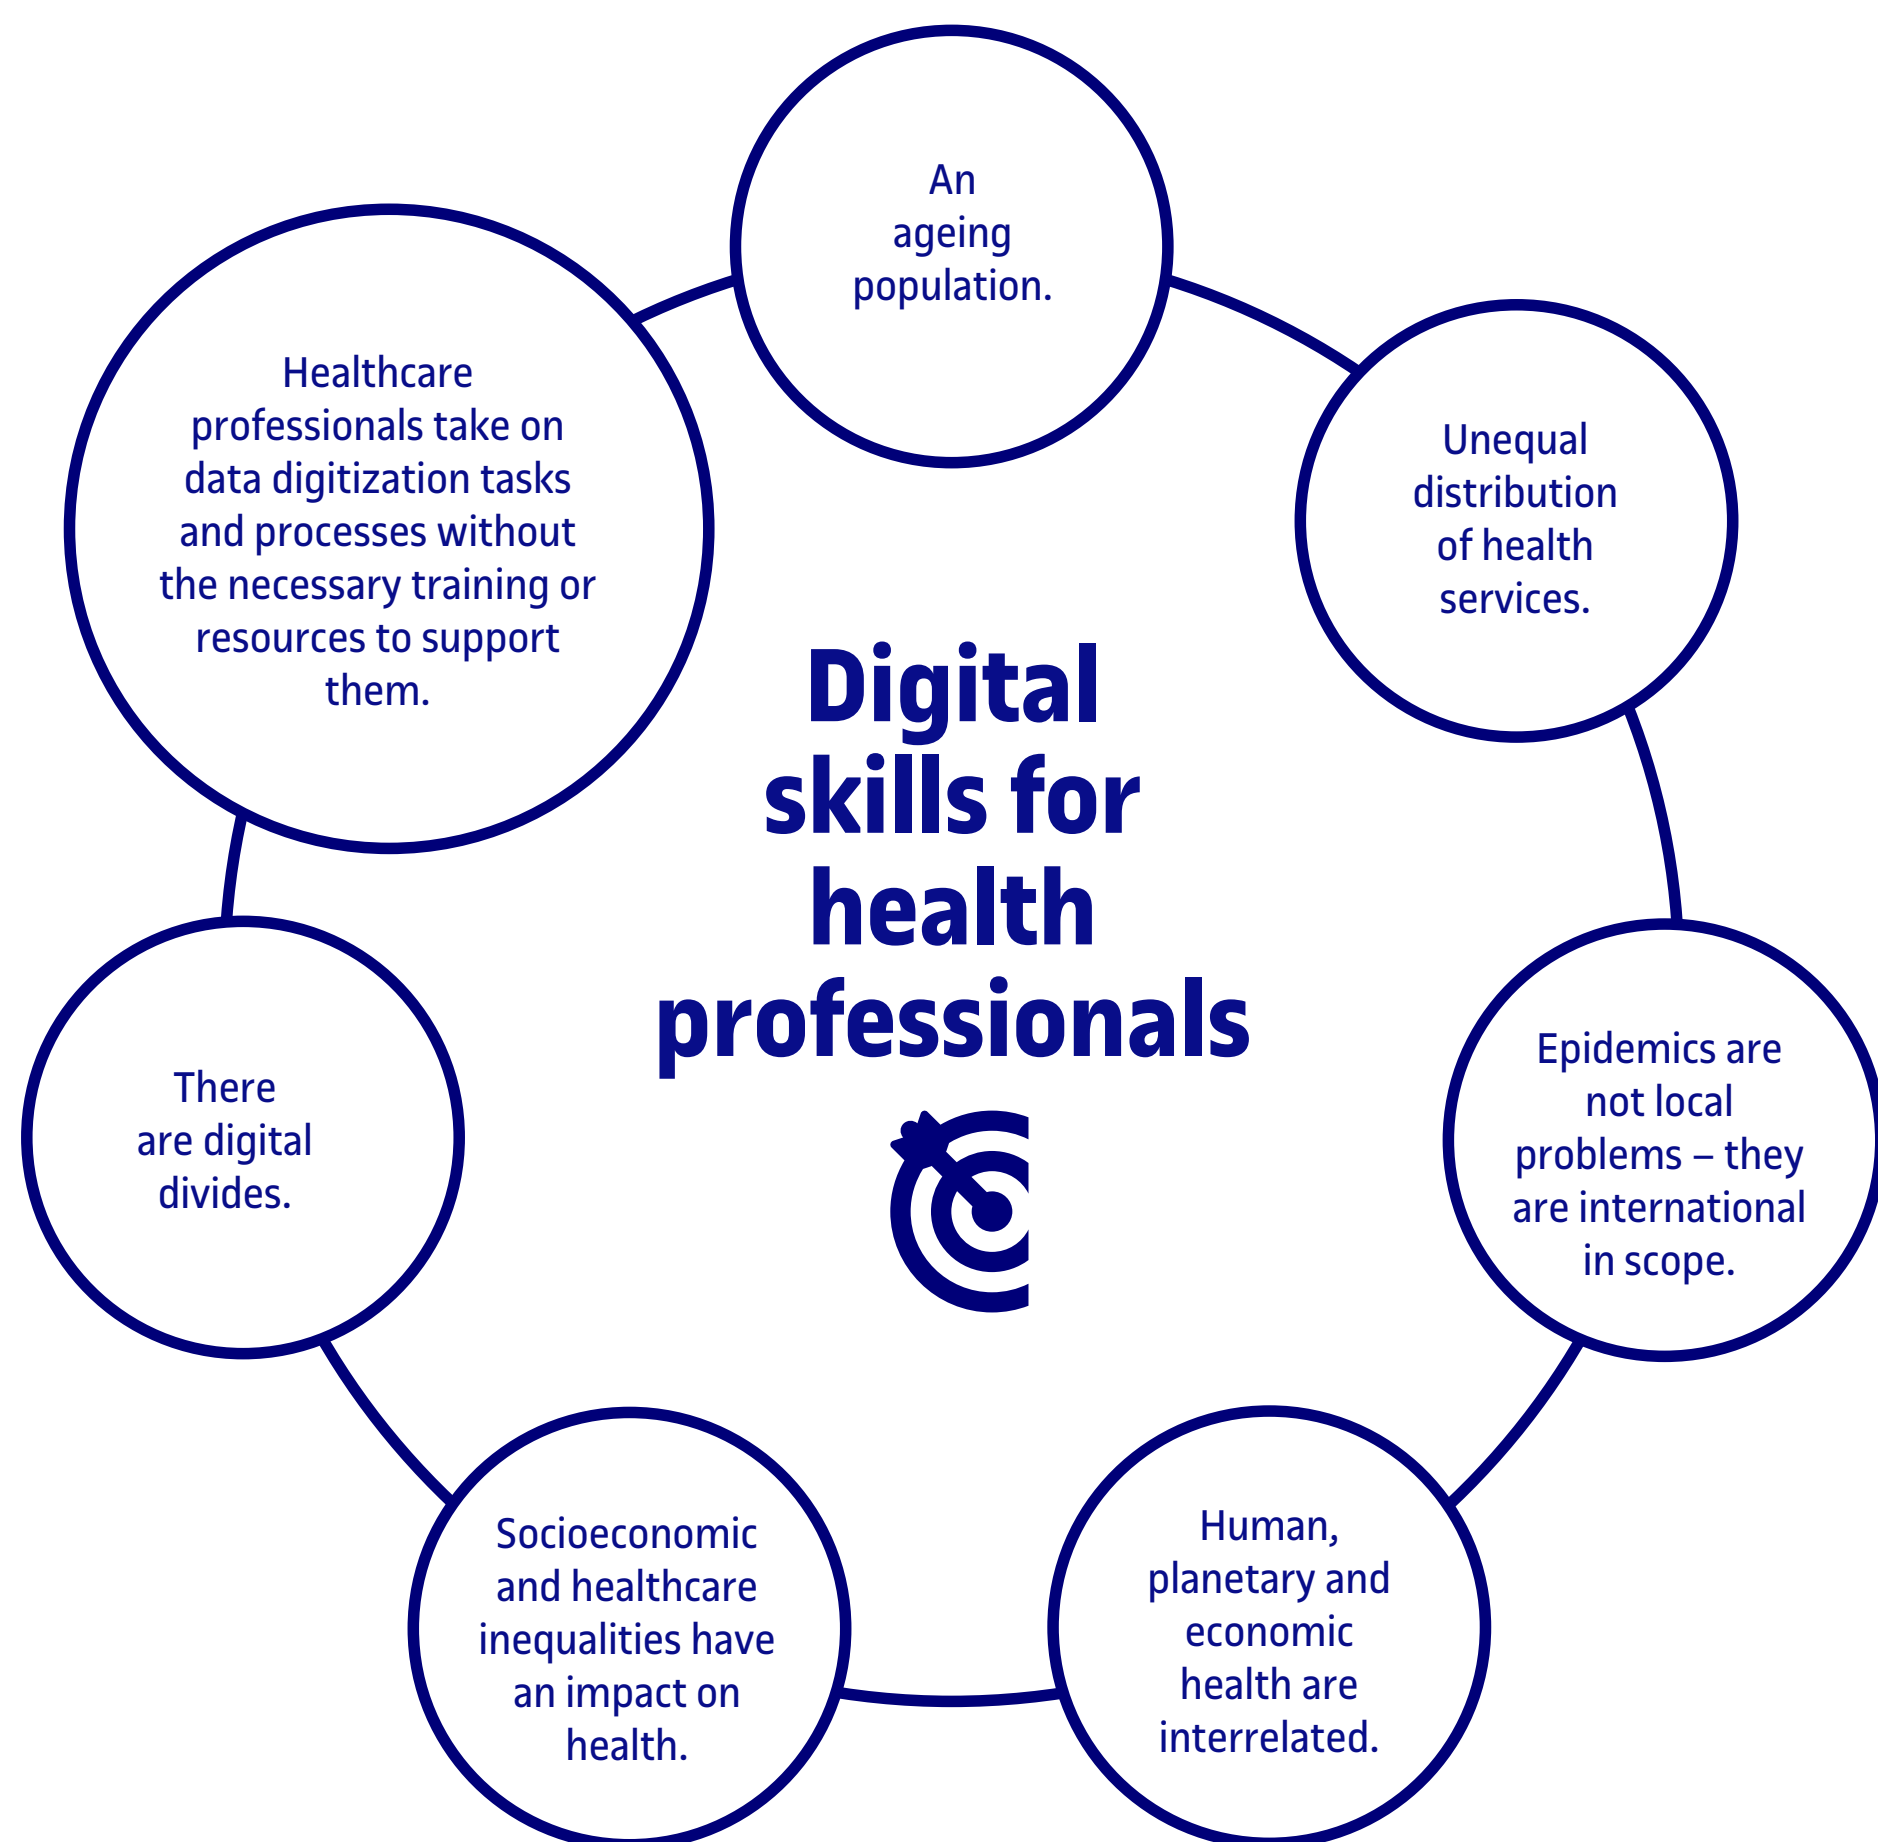 An
ageing
population.
Unequal
distribution
of health
services.
Epidemics are
not local
problems – they
are international
in scope.
Human,
planetary and
economic
health are
interrelated.
Socioeconomic
and healthcare
inequalities have
an impact on
health.
There
are digital
divides.
Healthcare
professionals take on
data digitization tasks
and processes without
the necessary training or
resources to support
them.
Digital
skills for
health
professionals